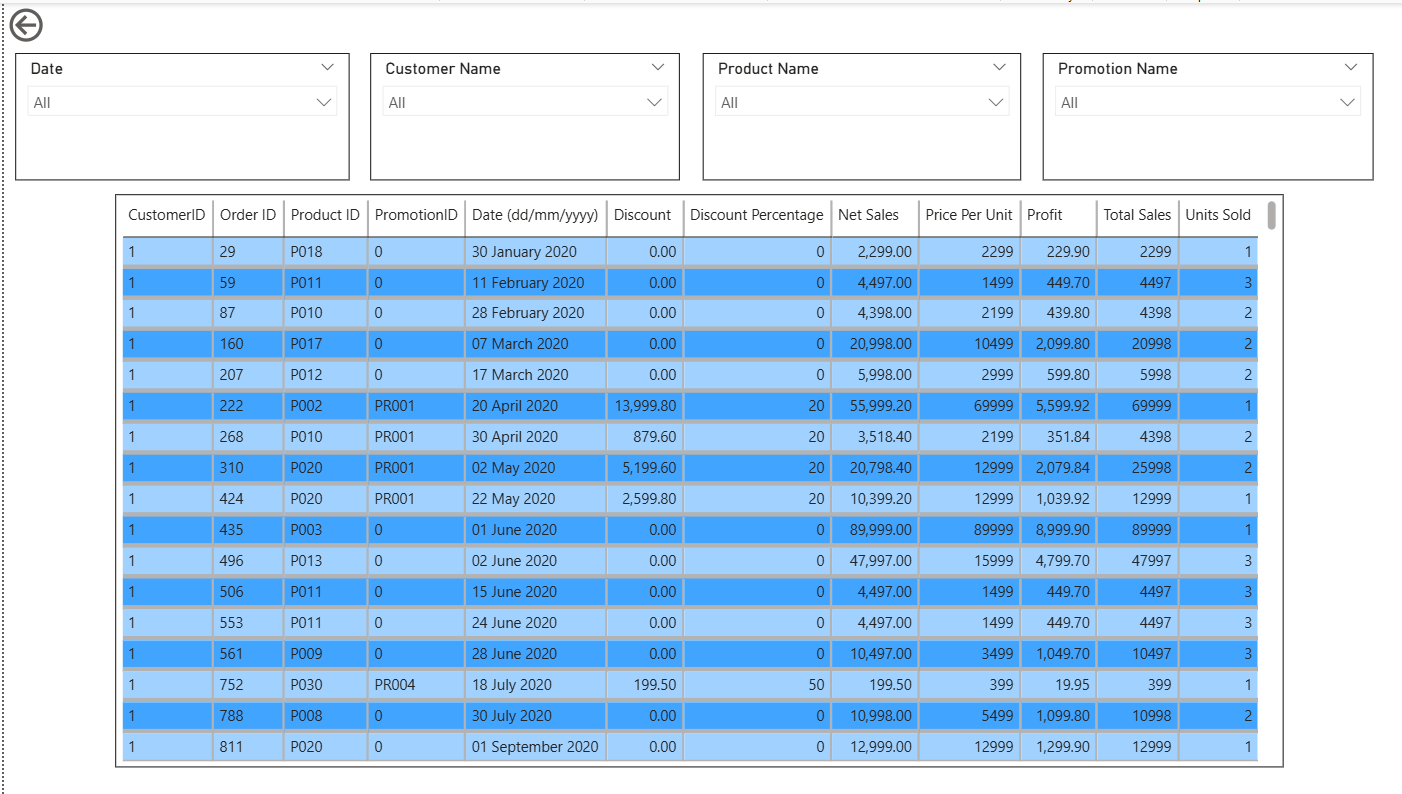 Date Customer Name Product Name Promotion Name
All All All All
CustomerID Order ID Product ID PromotionID Date (dd/mm/yyyy) Discount Discount Percentage Net Sales Price Per Unit Profit Total Sales Units Sold
1 29 P018 0 30 January 2020 0.00 0 2,299.00 2299 229.90 2299 1
1 59 P011 0 11 February 2020 0.00 0 4,497.00 1499 449.70 4497 3
1 87 P010 0 28 February 2020 0.00 0 4,398.00 2199 439.80 4398 2
1 160 P017 0 07 March 2020 0.00 0 20,998.00 10499 2,099.80 20998 2
1 207 P012 0 17 March 2020 0.00 0 5,998.00 2999 599.80 5998 2
1 222 P002 PR001 20 April 2020 13,999.80 20 55,999.20 69999 5,599.92 69999 1
1 268 P010 PR001 30 April 2020 879.60 20 3,518.40 2199 351.84 4398 2
1 310 P020 PR001 02 May 2020 5,199.60 20 20,798.40 12999 2,079.84 25998 2
1 424 P020 PR001 22 May 2020 2,599.80 20 10,399.20 12999 1,039.92 12999 1
1 435 P003 0 01 June 2020 0.00 0 89,999.00 89999 8,999.90 89999 1
1 496 P013 0 02 June 2020 0.00 0 47,997.00 15999 4,799.70 47997 3
1 506 P011 0 15 June 2020 0.00 0 4,497.00 1499 449.70 4497 3
1 553 P011 0 24 June 2020 0.00 0 4,497.00 1499 449.70 4497 3
1 561 P009 0 28 June 2020 0.00 0 10,497.00 3499 1,049.70 10497 3
1 752 P030 PR004 18 July 2020 199.50 50 199.50 399 19.95 399 1
1 788 P008 0 30 July 2020 0.00 0 10,998.00 5499 1,099.80 10998 2
1 811 P020 0 01 September 2020 0.00 0 12,999.00 12999 1,299.90 12999 1